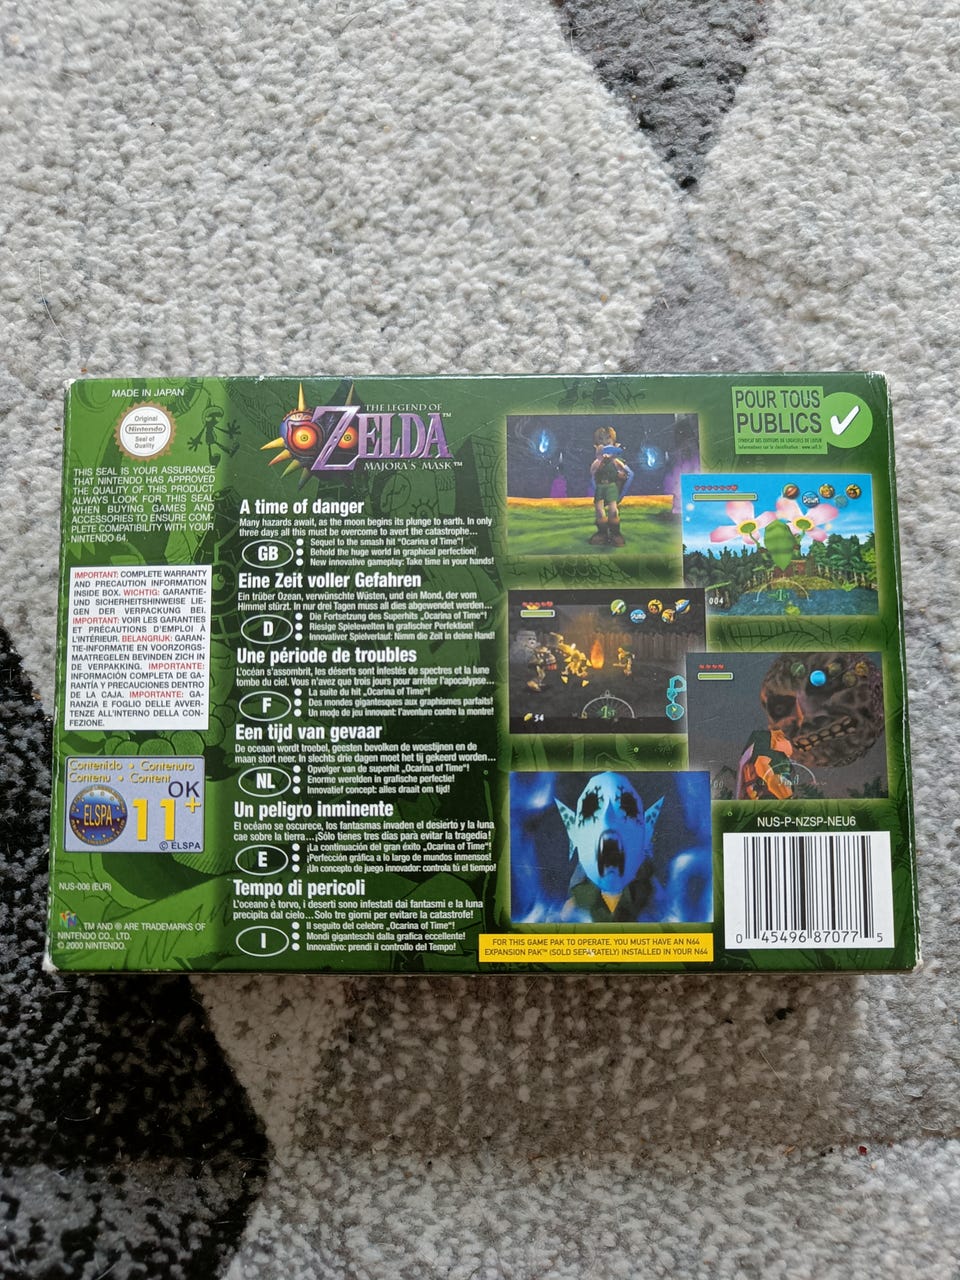 MADE IN JAPAN
Original
Nintendo
Seal of
Quality
THIS SEAL IS YOUR ASSURANCE
THAT NINTENDO HAS APPROVED
THE QUALITY OF THIS PRODUCT.
ALWAYS LOOK FOR THIS SEAL
WHEN BUYING GAMES AND
ACCESSORIES TO ENSURE COM-
PLETE COMPATIBILITY WITH YOUR
NINTENDO 64.
IMPORTANT: COMPLETE WARRANTY
AND PRECAUTION INFORMATION
INSIDE BOX. WICHTIG: GARANTIE-
UND SICHERHEITSHINWEISE LIE-
GEN DER VERPACKUNG BEI.
IMPORTANT: VOIR LES GARANTIES
ET PRÉCAUTIONS D'EMPLOI À
L'INTÉRIEUR. BELANGRIJK: GARAN-
TIE-INFORMATIE EN VOORZORGS-
MAATREGELEN BEVINDEN ZICH IN
DE VERPAKKING. IMPORTANTE:
INFORMACIÓN COMPLETA DE GA-
RANTÍA Y PRECAUCIONES DENTRO
DE LA CAJA. IMPORTANTE: GA-
RANZIA E FOGLIO DELLE AVVER-
TENZE ALL'INTERNO DELLA CON-
FEZIONE.
Contenido • Contenuto
Contenu • Content
OK
ELSPA
11+
© ELSPA
NUS-006 (EUR)
TM AND ® ARE TRADEMARKS OF
NINTENDO CO., LTD.
© 2000 NINTENDO.
THE LEGEND OF
ZELDA™
MAJORA'S MASK™
A time of danger
Many hazards await, as the moon begins its plunge to earth. In only
three days all this must be overcome to avert the catastrophe...
GB
• Sequel to the smash hit "Ocarina of Time"!
• Behold the huge world in graphical perfection!
• New innovative gameplay: Take time in your hands!
Eine Zeit voller Gefahren
Ein trüber Ozean, verwünschte Wüsten, und ein Mond, der vom
Himmel stürzt. In nur drei Tagen muss all dies abgewendet werden...
D
• Die Fortsetzung des Superhits „Ocarina of Time"!
• Riesige Spielewelten in grafischer Perfektion!
• Innovativer Spielverlauf: Nimm die Zeit in deine Hand!
Une période de troubles
L'océan s'assombrit, les déserts sont infestés de spectres et la lune
tombe du ciel. Vous n'avez que trois jours pour arrêter l'apocalypse...
F
• La suite du hit „Ocarina of Time"!
• Des mondes gigantesques aux graphismes parfaits!
• Un mode de jeu innovant: l'aventure contre la montre!
Een tijd van gevaar
De oceaan wordt troebel, geesten bevolken de woestijnen en de
maan stort neer. In slechts drie dagen moet het tij gekeerd worden...
NL
• Opvolger van de superhit „Ocarina of Time"!
• Enorme werelden in grafische perfectie!
• Innovatief concept: alles draait om tijd!
Un peligro inminente
El océano se oscurece, los fantasmas invaden el desierto y la luna
cae sobre la tierra... ¡Sólo tienes tres días para evitar la tragedia!
E
• ¡La continuación del gran éxito „Ocarina of Time"!
• ¡Perfección gráfica a lo largo de mundos inmensos!
• ¡Un concepto de juego innovador: controla tú el tiempo!
Tempo di pericoli
L'oceano è torvo, i deserti sono infestati dai fantasmi e la luna
precipita dal cielo...Solo tre giorni per evitare la catastrofe!
I
• Il seguito del celebre „Ocarina of Time"!
• Mondi giganteschi dalla grafica eccellente!
• Innovativo: prendi il controllo del Tempo!
POUR TOUS
PUBLICS
SYNDICAT DES EDITEURS DE LOGICIELS DE LOISIR
Down
004
1st
54
1st
FOR THIS GAME PAK TO OPERATE, YOU MUST HAVE AN N64
EXPANSION PAK™ (SOLD SEPARATELY) INSTALLED IN YOUR N64
NUS-P-NZSP-NEU6
0 45496 87077 5